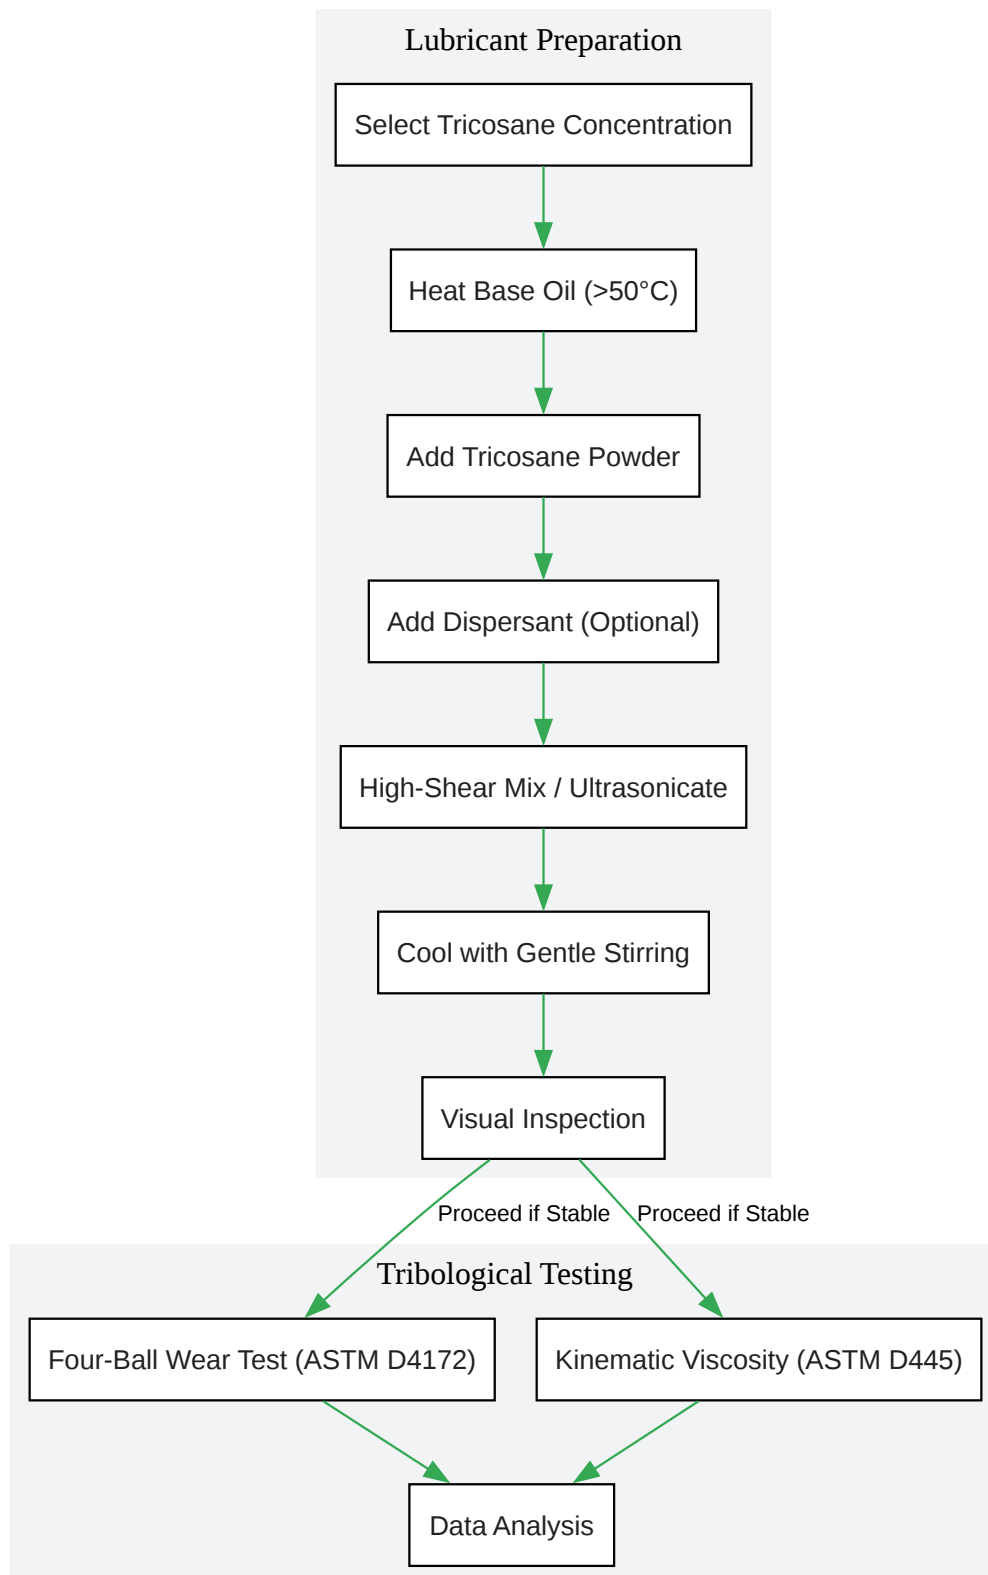 Lubricant Preparation
Select Tricosane Concentration
Heat Base Oil (>50°C)
Add Tricosane Powder
Add Dispersant (Optional)
High-Shear Mix / Ultrasonicate
Cool with Gentle Stirring
Visual Inspection
Proceed if Stable
Proceed if Stable
Tribological Testing
Four-Ball Wear Test (ASTM D4172)
Kinematic Viscosity (ASTM D445)
Data Analysis